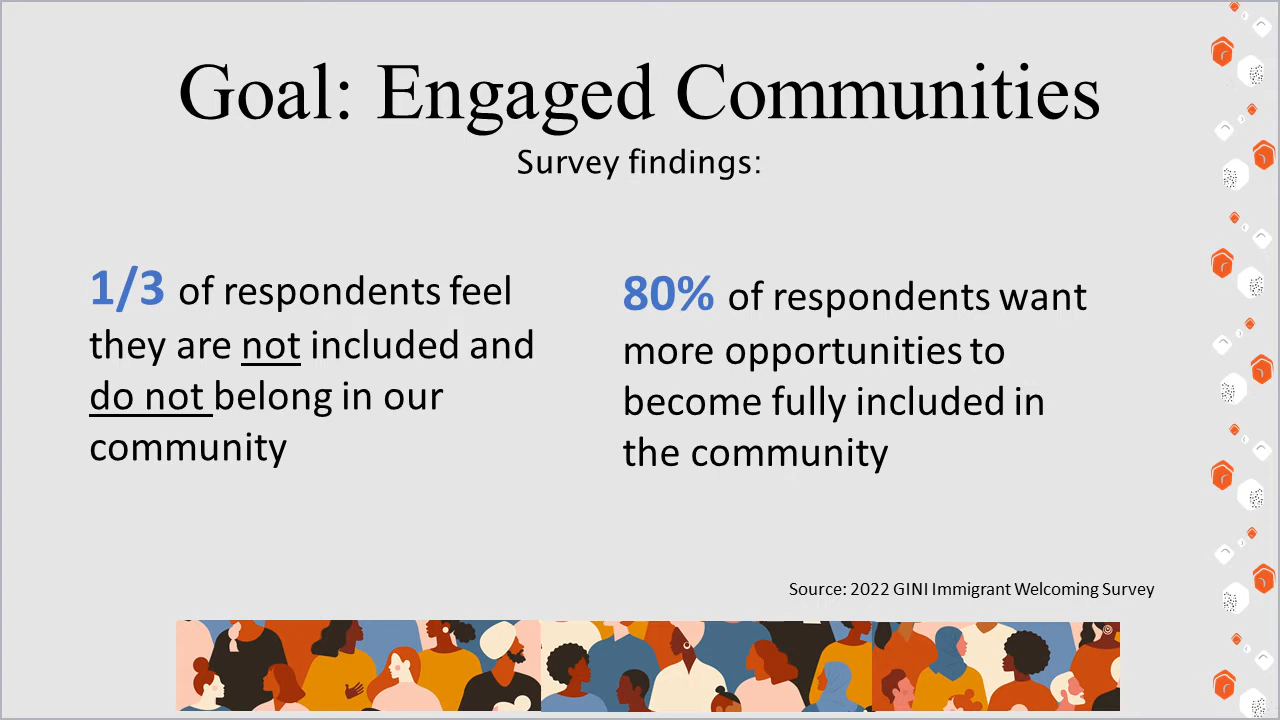 Goal: Engaged Communities
Survey findings:
1/3 of respondents feel
they are not included and
do not belong in our
community
80% of respondents want
more opportunities to
become fully included in
the community
Source: 2022 GINI Immigrant Welcoming Survey